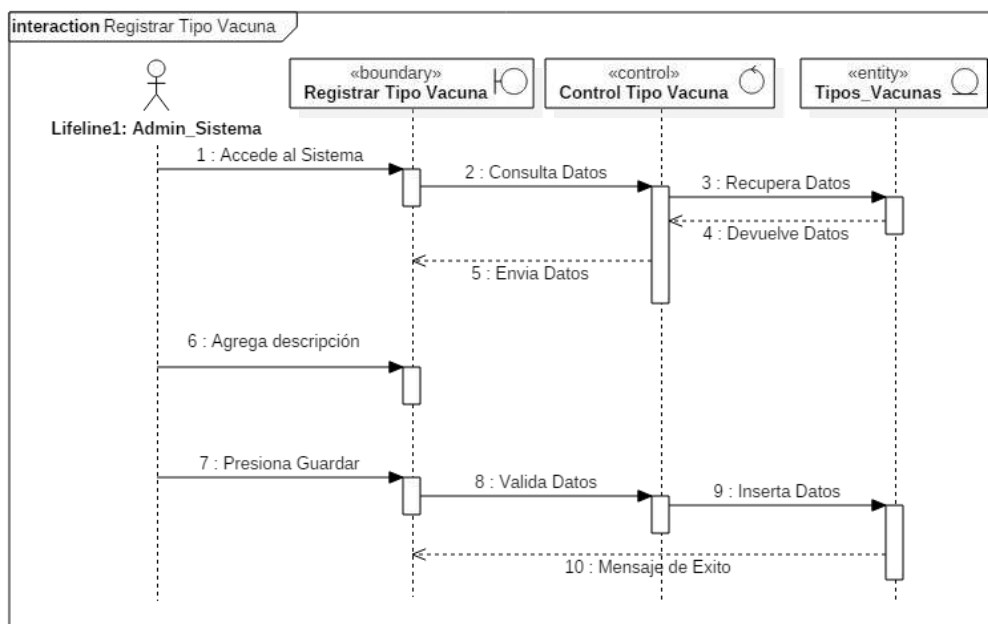 interaction Registrar Tipo Vacuna
«boundary»
Registrar Tipo Vacuna
«control»
Control Tipo Vacuna
«entity»
Tipos_Vacunas
Lifeline1: Admin_Sistema
1 : Accede al Sistema
2 : Consulta Datos
3 : Recupera Datos
4 : Devuelve Datos
5 : Envia Datos
6 : Agrega descripción
7 : Presiona Guardar
8 : Valida Datos
9 : Inserta Datos
10 : Mensaje de Exito